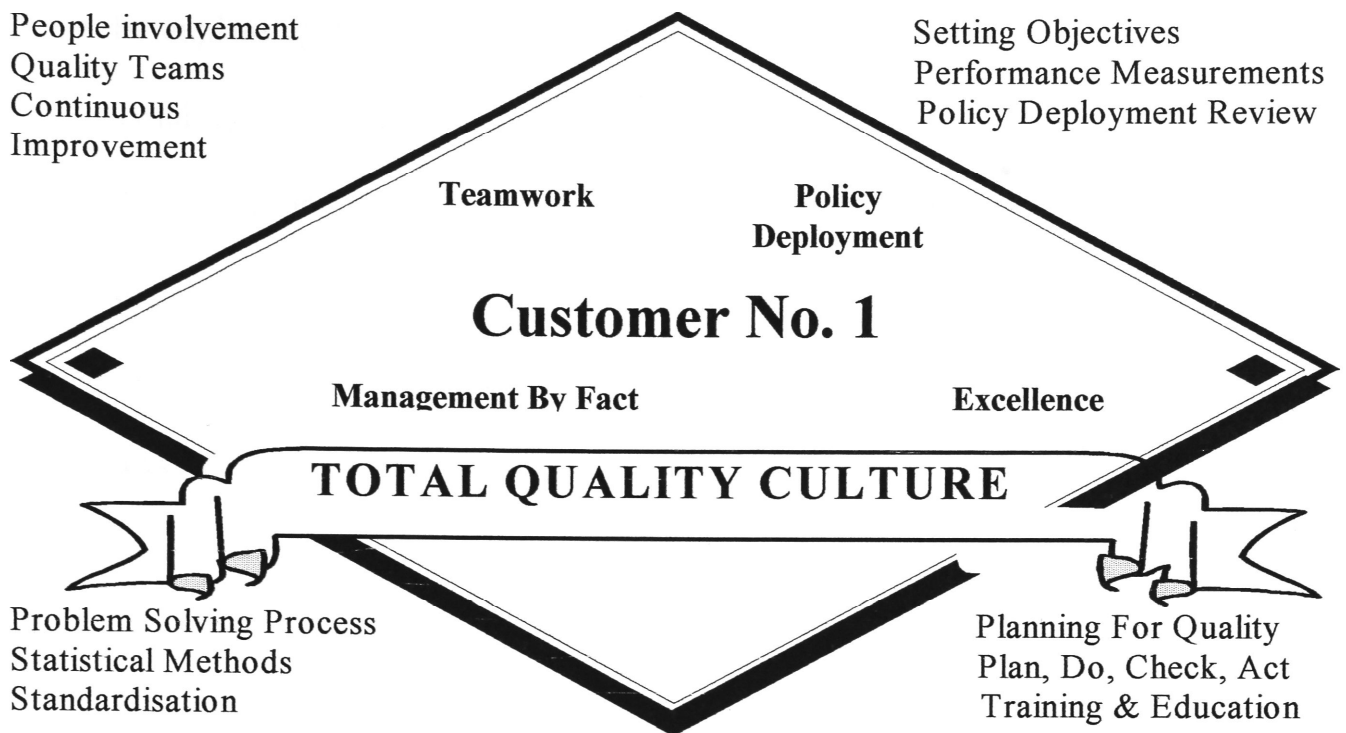 People involvement
Quality Teams
Continuous
Improvement
Setting Objectives
Performance Measurements
Policy Deployment Review
Teamwork
Policy
Deployment
Customer No. 1
Management By Fact
Excellence
TOTAL QUALITY CULTURE
Problem Solving Process
Statistical Methods
Standardisation
Planning For Quality
Plan, Do, Check, Act
Training & Education